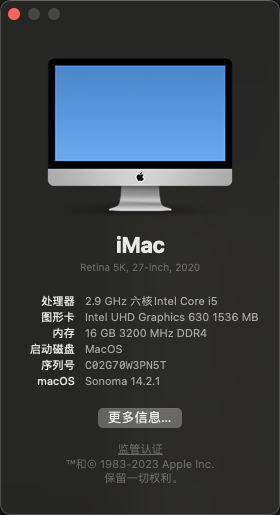 iMac
Retina 5K, 27-inch, 2020
处理器 2.9 GHz 六核Intel Core i5
图形卡 Intel UHD Graphics 630 1536 MB
内存 16 GB 3200 MHz DDR4
启动磁盘 MacOS
序列号 C02G70W3PN5T
macOS Sonoma 14.2.1
更多信息...
监管认证
™和© 1983-2023 Apple Inc.
保留一切权利。